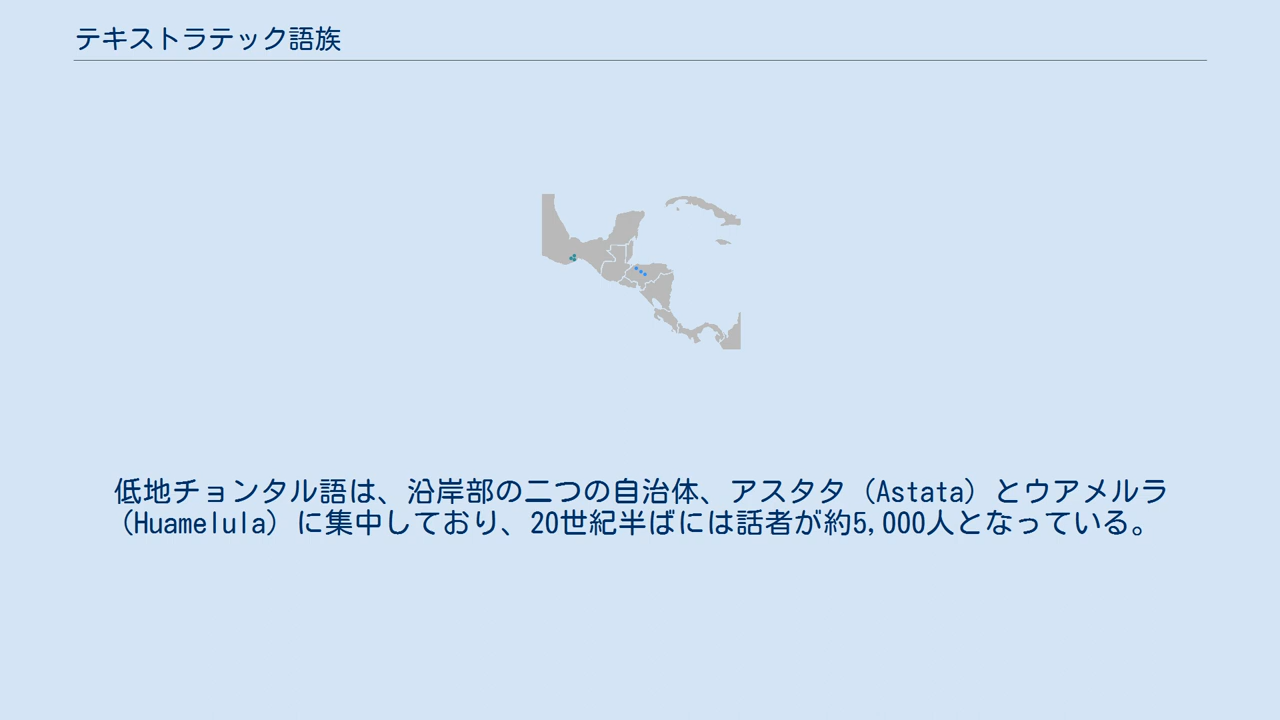 テキストラテック語族
低地チョンタル語は、沿岸部の二つの自治体、アスタタ（Astata）とウアメルラ
（Huamelula）に集中しており、20世紀半ばには話者が約5,000人となっている。